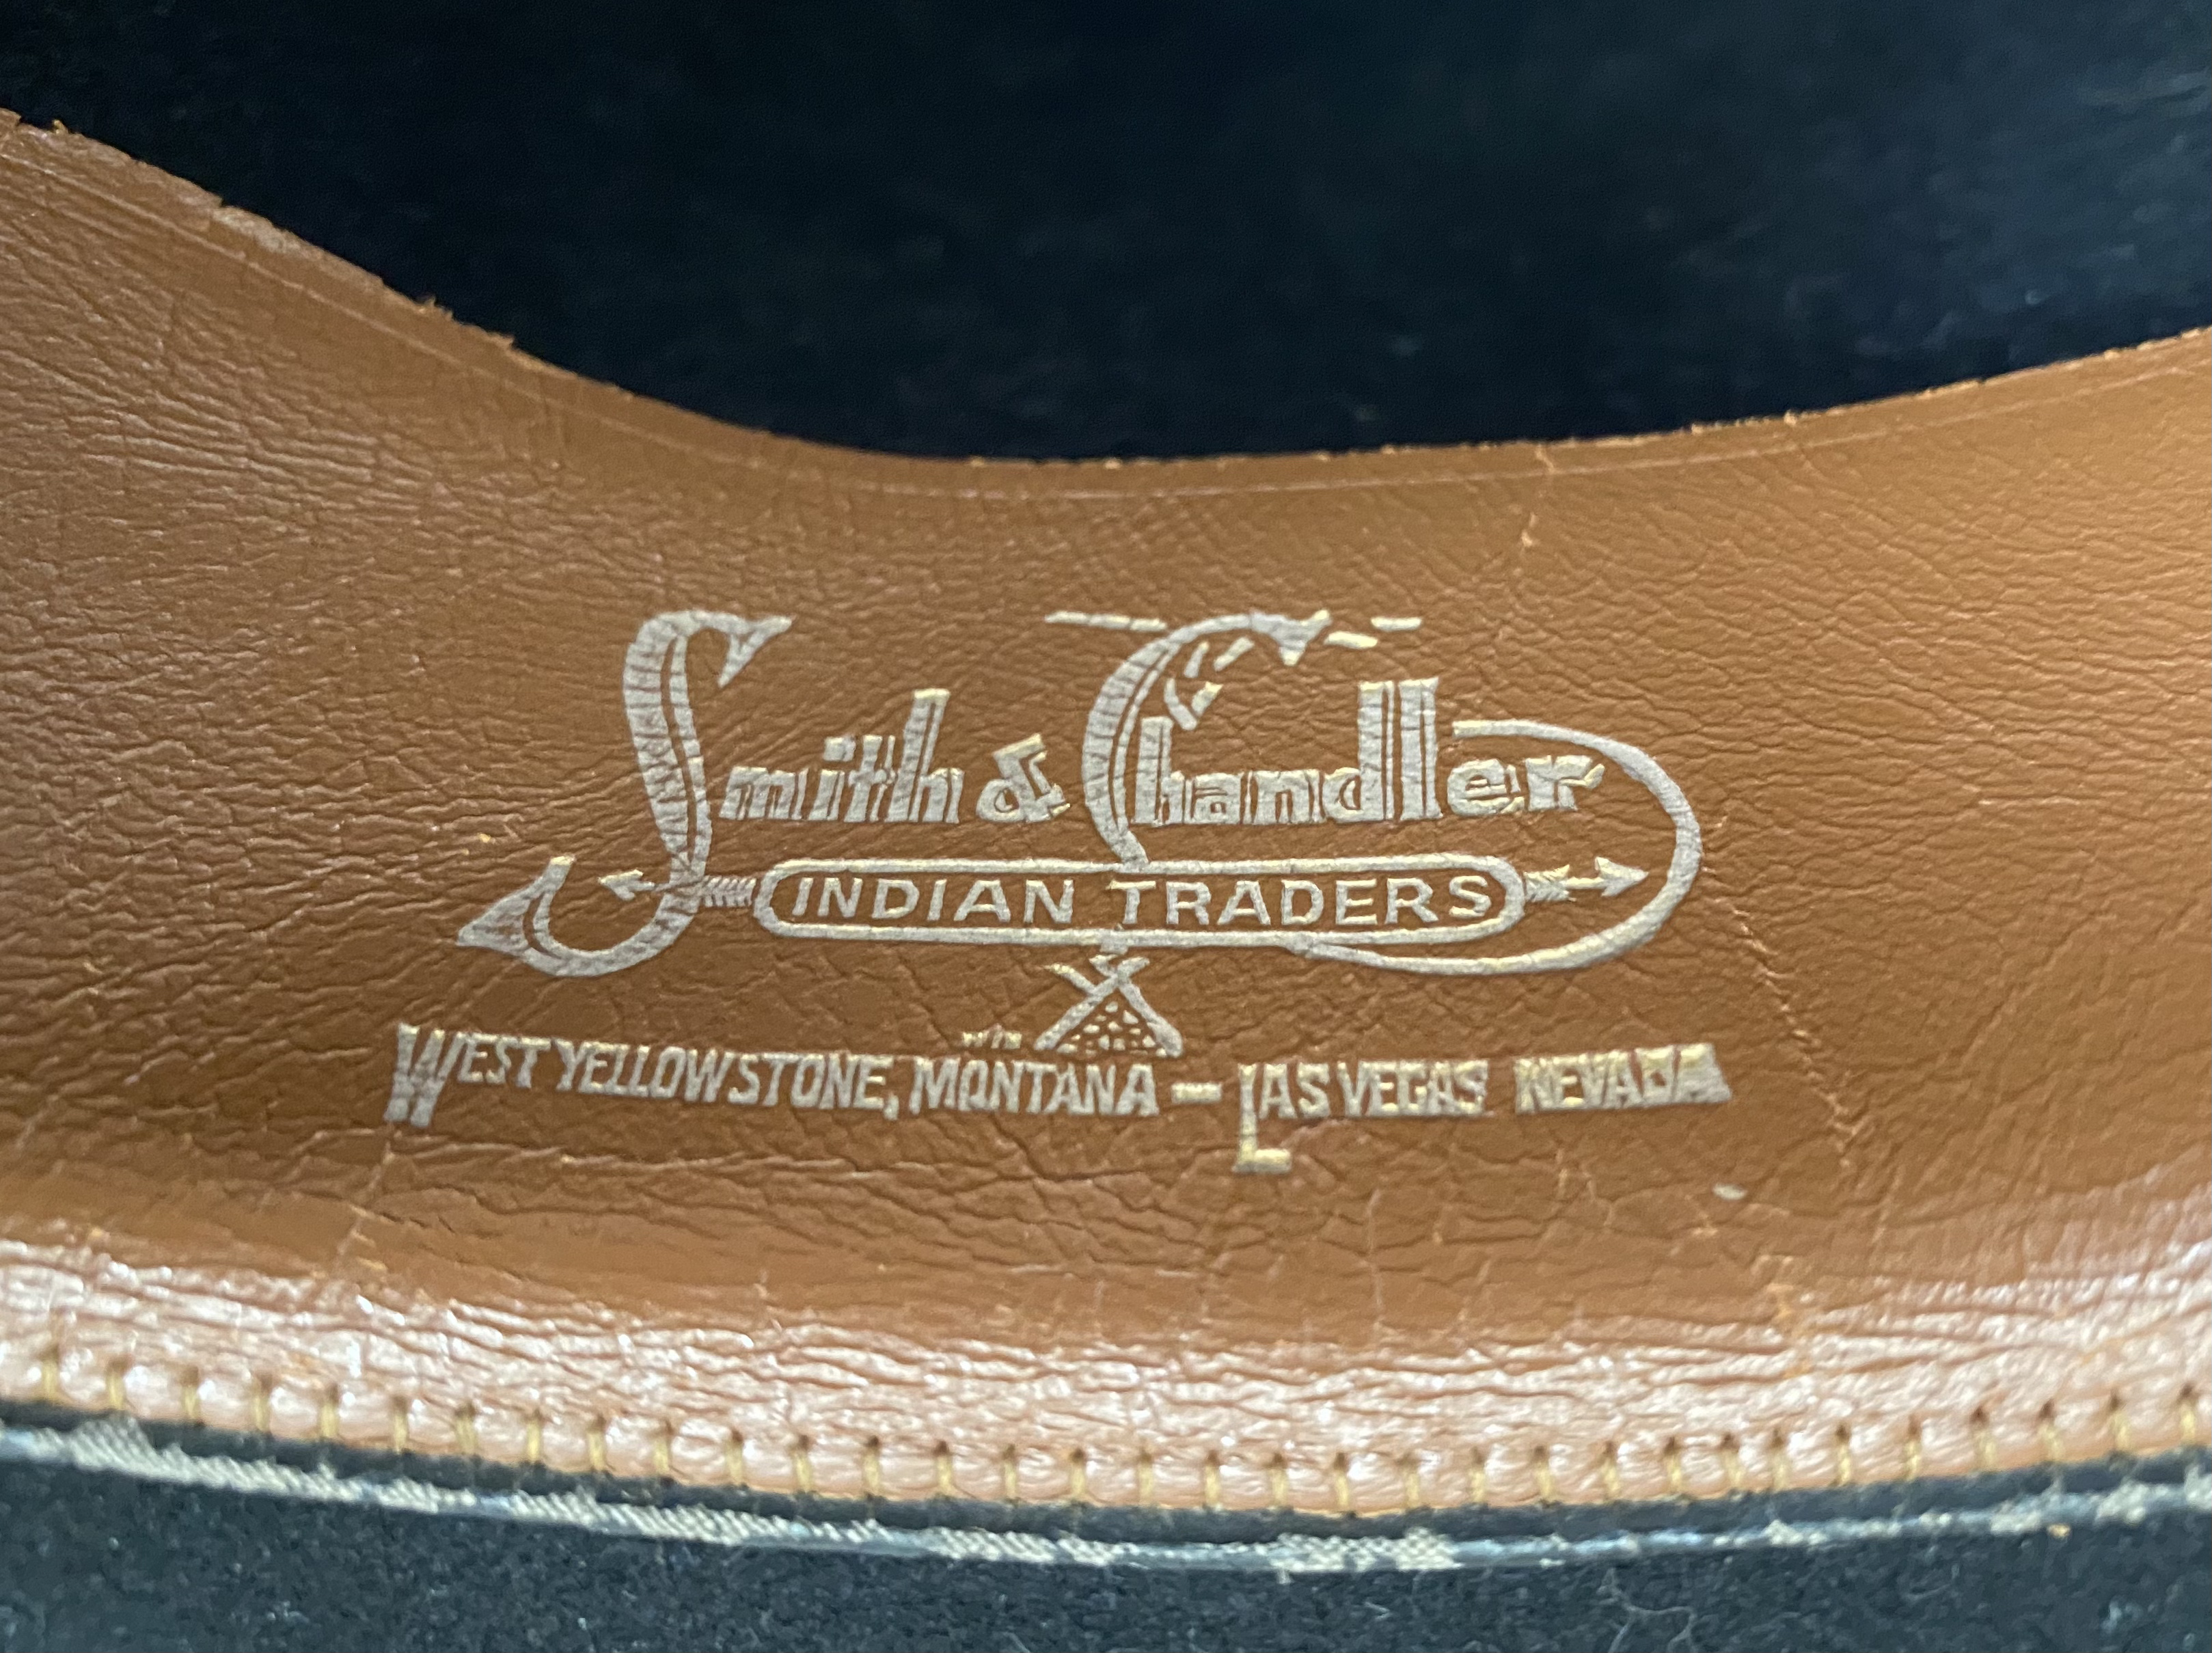 Smith & Chandler
INDIAN TRADERS
WEST YELLOWSTONE, MONTANA — LAS VEGAS NEVADA